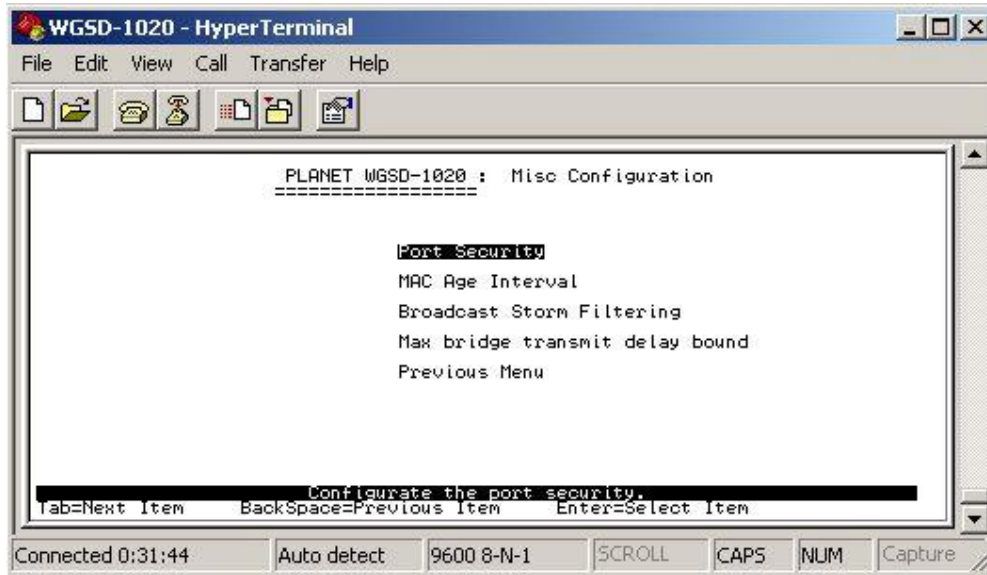 WGSD-1020 - HyperTerminal
File Edit View Call Transfer Help
PLANET WGSD-1020 : Misc Configuration
===================
Port Security
MAC Age Interval
Broadcast Storm Filtering
Max bridge transmit delay bound
Previous Menu
Configurate the port security.
Tab=Next Item BackSpace=Previous Item Enter=Select Item
Connected 0:31:44 Auto detect 9600 8-N-1 SCROLL CAPS NUM Capture